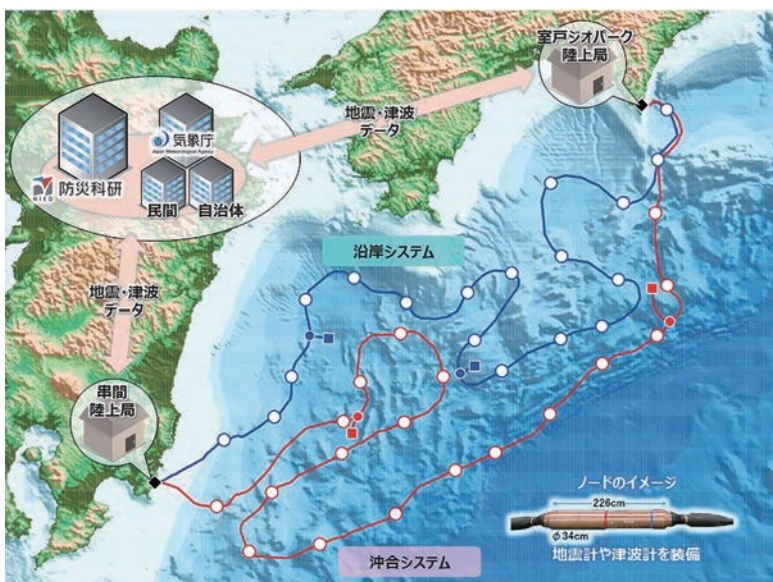 室戸ジオパーク
陸上局
地震・津波
データ
気象庁
Japan Meteorological Agency
NIED
防災科研
民間
自治体
沿岸システム
地震・津波
データ
串間
陸上局
ノードのイメージ
226cm
φ34cm
地震計や津波計を装備
沖合システム